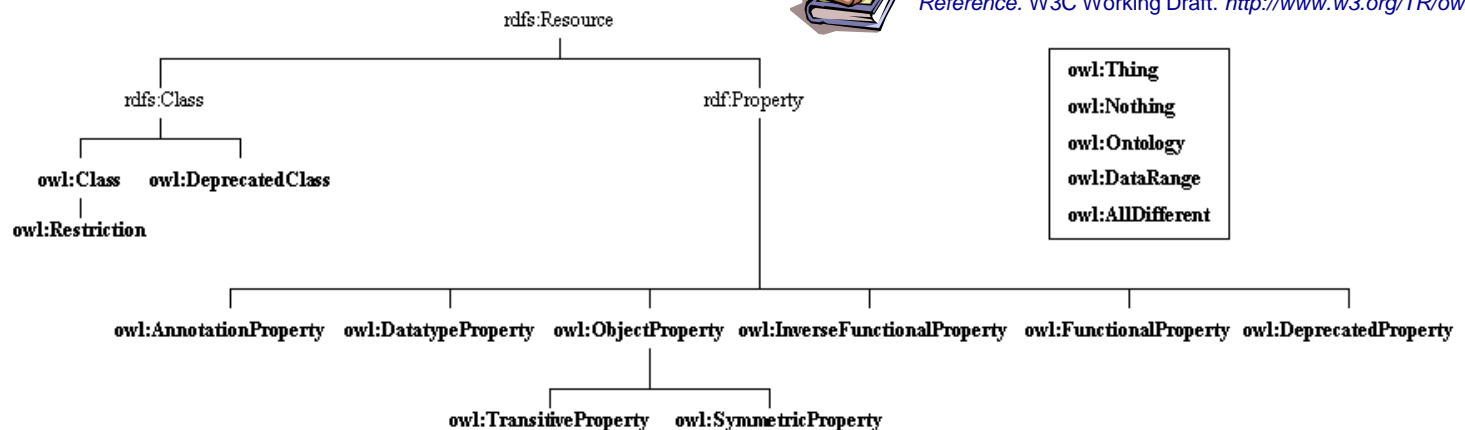 Reference. W3C Working Draft. http://www.w3.org/TR/ow
rdfs:Resource
rdfs:Class
rdf:Property
owl:Class
owl:DeprecatedClass
owl:Restriction
owl:Thing
owl:Nothing
owl:Ontology
owl:DataRange
owl:AllDifferent
owl:AnnotationProperty
owl:DatatypeProperty
owl:ObjectProperty
owl:InverseFunctionalProperty
owl:FunctionalProperty
owl:DeprecatedProperty
owl:TransitiveProperty
owl:SymmetricProperty